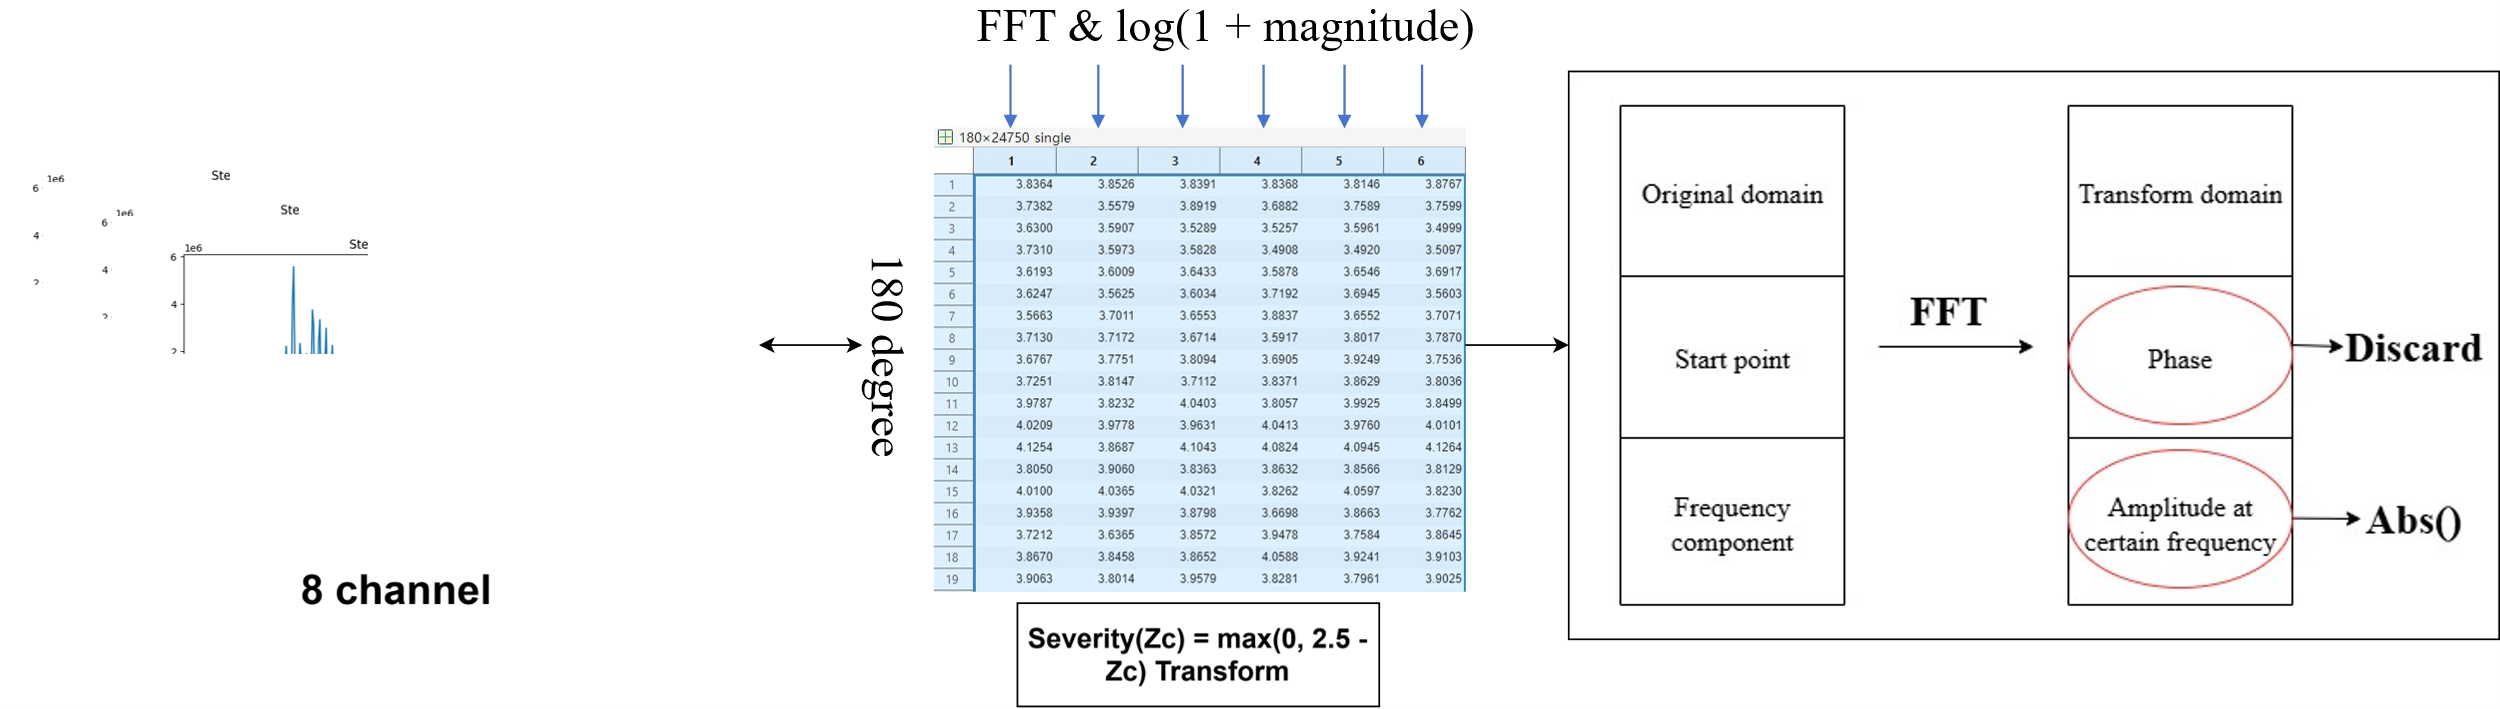 FFT & log(1 + magnitude)
1e6
Ste
6
4
2
1e6
Ste
6
4
2
1e6
Ste
6
4
2
8 channel
180 degree
180×24750 single
1 2 3 4 5 6
1 3.8364 3.8526 3.8391 3.8368 3.8146 3.8767
2 3.7382 3.5579 3.8919 3.6882 3.7589 3.7599
3 3.6300 3.5907 3.5289 3.5257 3.5961 3.4999
4 3.7310 3.5973 3.5828 3.4908 3.4920 3.5097
5 3.6193 3.6009 3.6433 3.5878 3.6546 3.6917
6 3.6247 3.5625 3.6034 3.7192 3.6945 3.5603
7 3.5663 3.7011 3.6553 3.8837 3.6552 3.7071
8 3.7130 3.7172 3.6714 3.5917 3.8017 3.7870
9 3.6767 3.7751 3.8094 3.6905 3.9249 3.7536
10 3.7251 3.8147 3.7112 3.8371 3.8629 3.8036
11 3.9787 3.8232 4.0403 3.8057 3.9925 3.8499
12 4.0209 3.9778 3.9631 4.0413 3.9760 4.0101
13 4.1254 3.8687 4.1043 4.0824 4.0945 4.1264
14 3.8050 3.9060 3.8363 3.8632 3.8566 3.8129
15 4.0100 4.0365 4.0321 3.8262 4.0597 3.8230
16 3.9358 3.9397 3.8798 3.6698 3.8663 3.7762
17 3.7212 3.6365 3.8572 3.9478 3.7584 3.8645
18 3.8670 3.8458 3.8652 4.0588 3.9241 3.9103
19 3.9063 3.8014 3.9579 3.8281 3.7961 3.9025
Severity(Zc) = max(0, 2.5 -
Zc) Transform
Original domain
Start point
Frequency
component
FFT
Transform domain
Phase
Amplitude at
certain frequency
Discard
Abs()